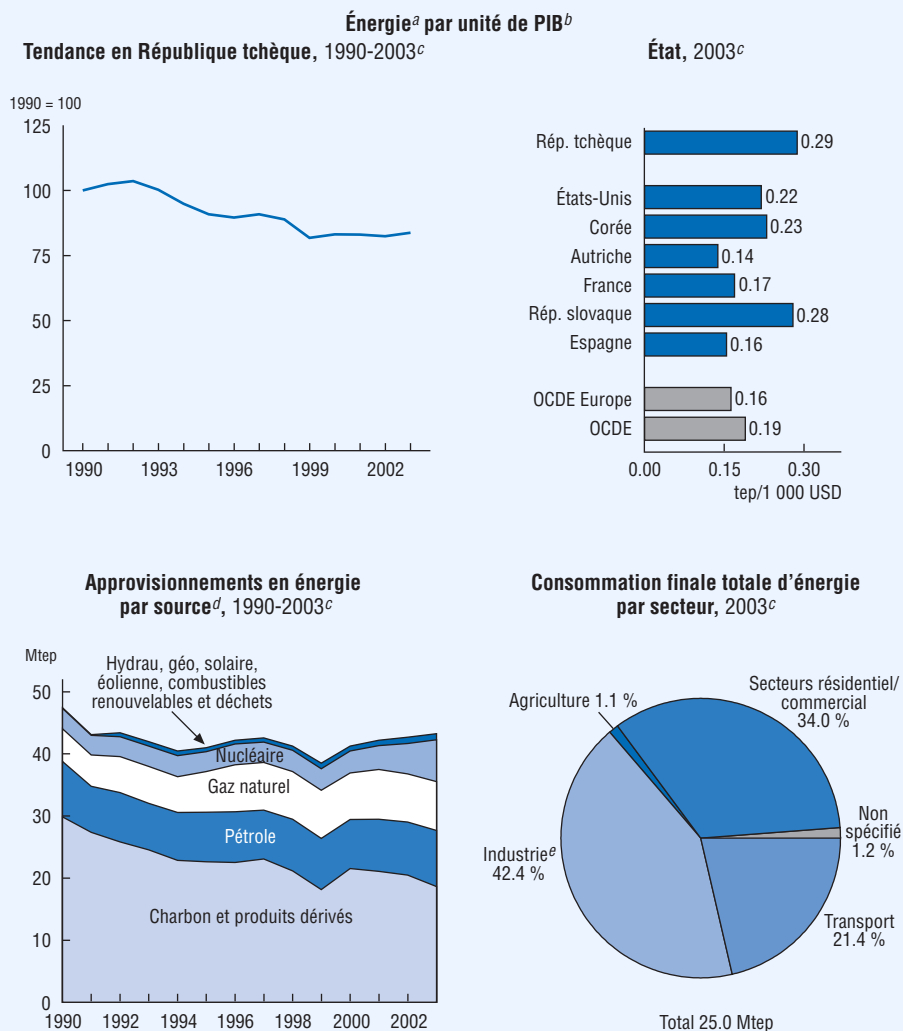 Énergieᵃ par unité de PIBᵇ
Tendance en République tchèque, 1990-2003ᶜ
1990 = 100
125
100
75
50
25
0
1990 1993 1996 1999 2002
État, 2003ᶜ
Rép. tchèque 0.29
États-Unis 0.22
Corée 0.23
Autriche 0.14
France 0.17
Rép. slovaque 0.28
Espagne 0.16
OCDE Europe 0.16
OCDE 0.19
0.00 0.15 0.30
tep/1 000 USD
Approvisionnements en énergie
par sourceᵈ, 1990-2003ᶜ
Mtep
Hydrau, géo, solaire,
éolienne, combustibles
renouvelables et déchets
50
40
30
20
10
0
Nucléaire
Gaz naturel
Pétrole
Charbon et produits dérivés
1990 1992 1994 1996 1998 2000 2002
Consommation finale totale d’énergie
par secteur, 2003ᶜ
Agriculture 1.1 %
Secteurs résidentiel/
commercial
34.0 %
Non
spécifié
1.2 %
Industrieᵉ
42.4 %
Transport
21.4 %
Total 25.0 Mtep